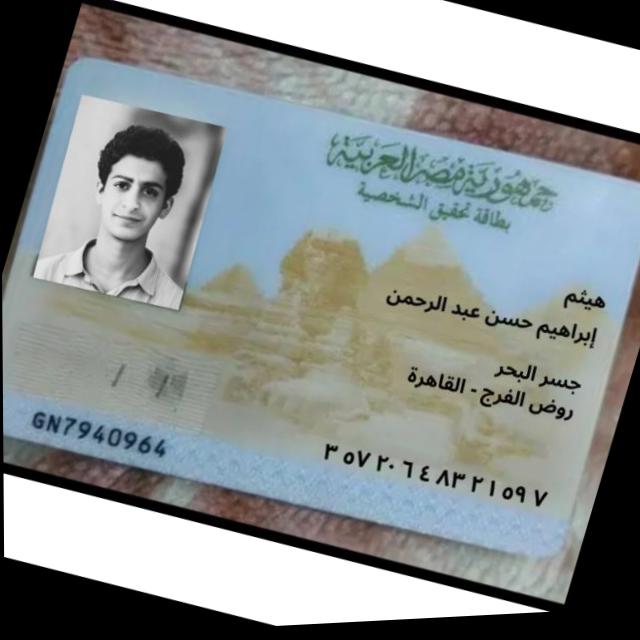 جمهورية مصر العربية
بطاقة تحقيق الشخصية
هيثم
إبراهيم حسن عبد الرحمن
جسر البحر
روض الفرج - القاهرة
٣٥٧٢٠٦٤٨٣٢١٥٩٧
GN7940964